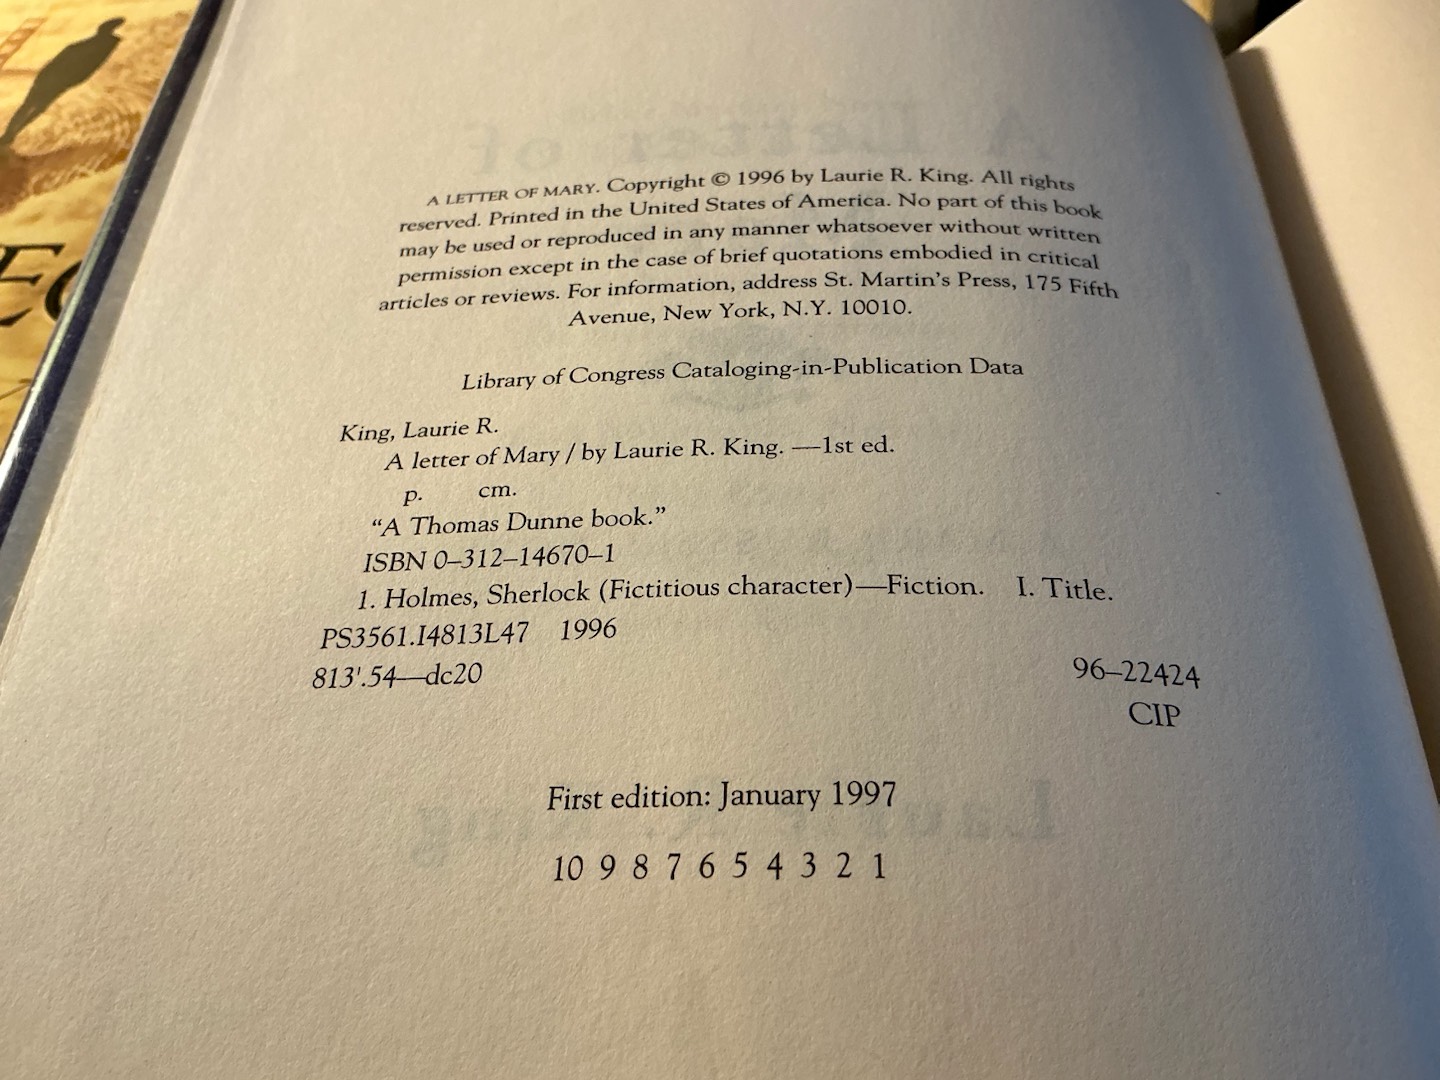 A LETTER OF MARY. Copyright © 1996 by Laurie R. King. All rights
reserved. Printed in the United States of America. No part of this book
may be used or reproduced in any manner whatsoever without written
permission except in the case of brief quotations embodied in critical
articles or reviews. For information, address St. Martin's Press, 175 Fifth
Avenue, New York, N.Y. 10010.
Library of Congress Cataloging-in-Publication Data
King, Laurie R.
A letter of Mary / by Laurie R. King. —1st ed.
p. cm.
“A Thomas Dunne book.”
ISBN 0–312–14670–1
1. Holmes, Sherlock (Fictitious character)—Fiction. I. Title.
PS3561.I4813L47 1996
813'.54—dc20
96–22424
CIP
First edition: January 1997
10 9 8 7 6 5 4 3 2 1